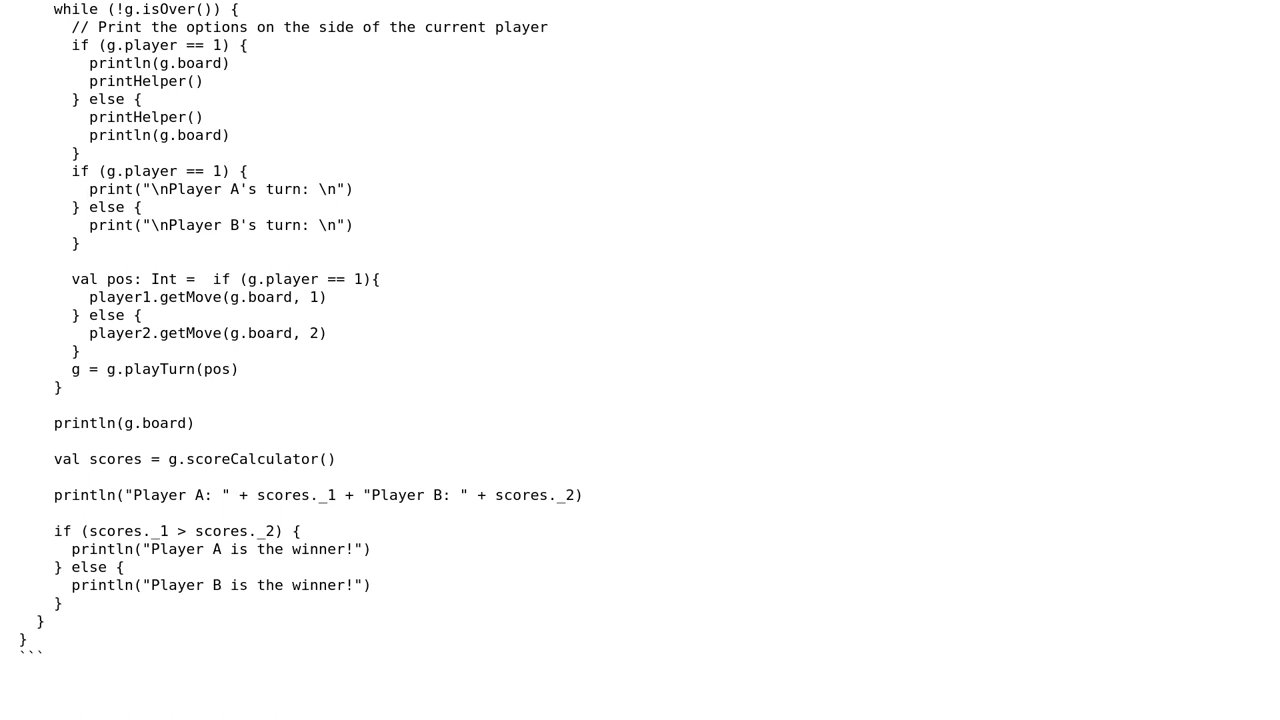 while (!g.isOver()) {
      // Print the options on the side of the current player
      if (g.player == 1) {
        println(g.board)
        printHelper()
      } else {
        printHelper()
        println(g.board)
      }
      if (g.player == 1) {
        print("\nPlayer A's turn: \n")
      } else {
        print("\nPlayer B's turn: \n")
      }

      val pos: Int =  if (g.player == 1){
        player1.getMove(g.board, 1)
      } else {
        player2.getMove(g.board, 2)
      }
      g = g.playTurn(pos)
    }

    println(g.board)

    val scores = g.scoreCalculator()

    println("Player A: " + scores._1 + "Player B: " + scores._2)

    if (scores._1 > scores._2) {
      println("Player A is the winner!")
    } else {
      println("Player B is the winner!")
    }
  }
}
```